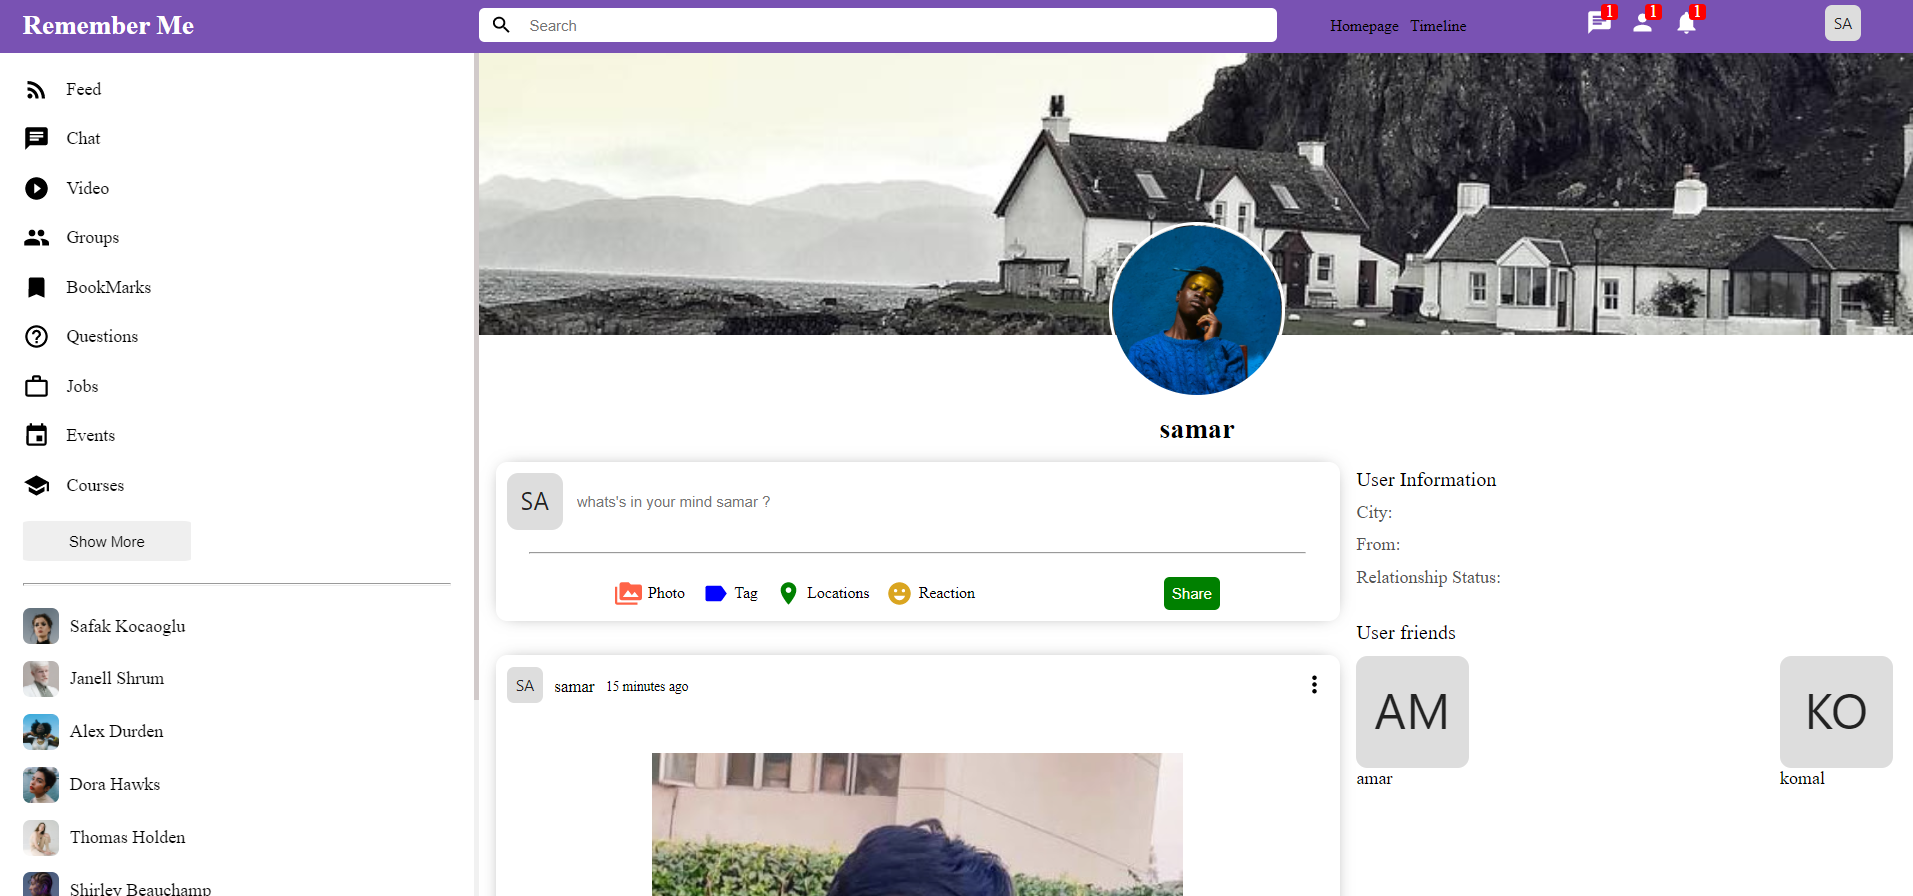 Remember Me
Search
Homepage Timeline
1
1
1
SA
Feed
Chat
Video
Groups
BookMarks
Questions
Jobs
Events
Courses
Show More
Safak Kocaoglu
Janell Shrum
Alex Durden
Dora Hawks
Thomas Holden
Shirley Beauchamp
samar
SA
whats's in your mind samar ?
Photo Tag Locations Reaction Share
SA samar 15 minutes ago
User Information
City:
From:
Relationship Status:
User friends
AM KO
amar komal